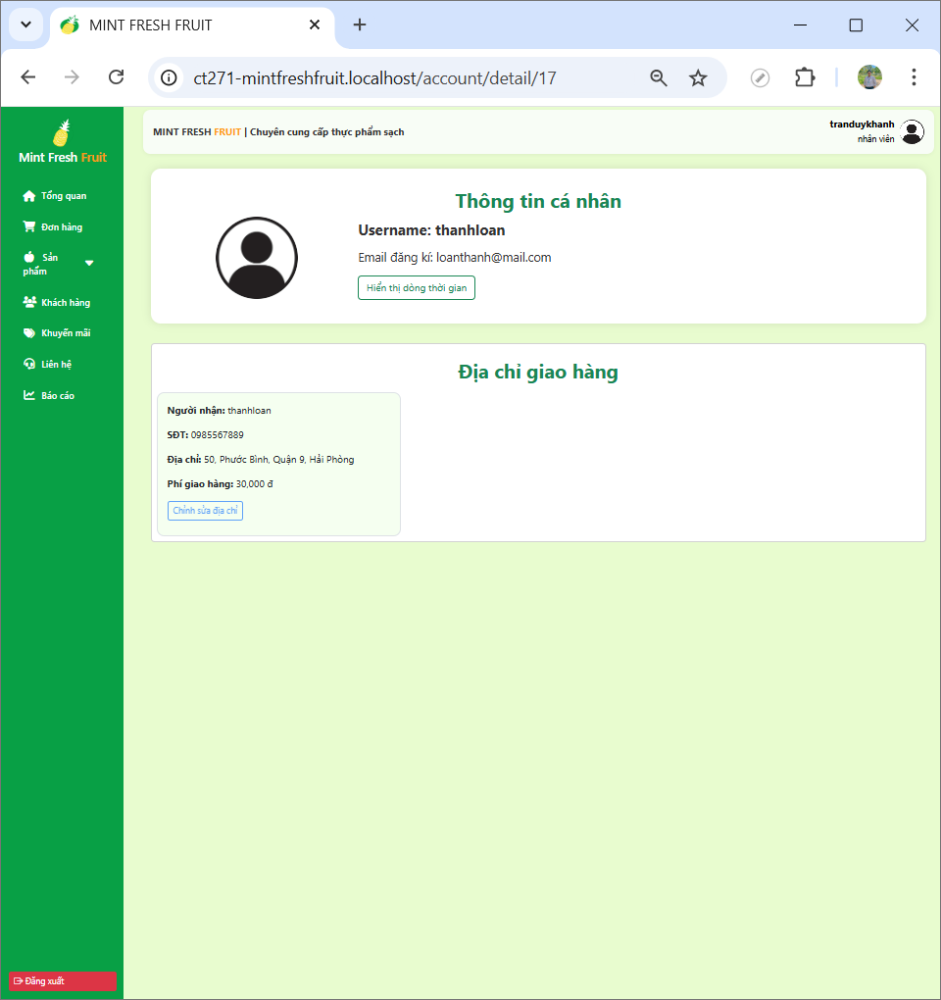 MINT FRESH FRUIT
ct271-mintfreshfruit.localhost/account/detail/17
Mint Fresh Fruit
Tổng quan
Đơn hàng
Sản
phẩm
Khách hàng
Khuyến mãi
Liên hệ
Báo cáo
Đăng xuất
MINT FRESH FRUIT | Chuyên cung cấp thực phẩm sạch
tranduykhanh
nhân viên
Thông tin cá nhân
Username: thanhloan
Email đăng kí: loanthanh@mail.com
Hiển thị dòng thời gian
Địa chỉ giao hàng
Người nhận: thanhloan
SĐT: 0985567889
Địa chỉ: 50, Phước Bình, Quận 9, Hải Phòng
Phí giao hàng: 30,000 đ
Chỉnh sửa địa chỉ